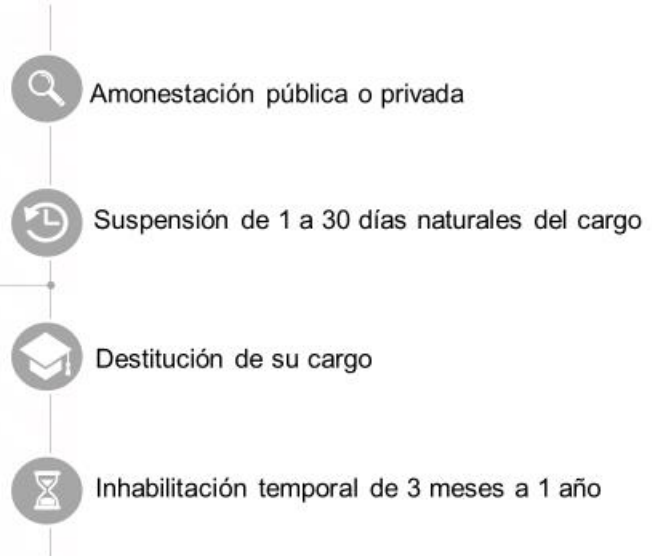 Amonestación pública o privada
Suspensión de 1 a 30 días naturales del cargo
Destitución de su cargo
Inhabilitación temporal de 3 meses a 1 año